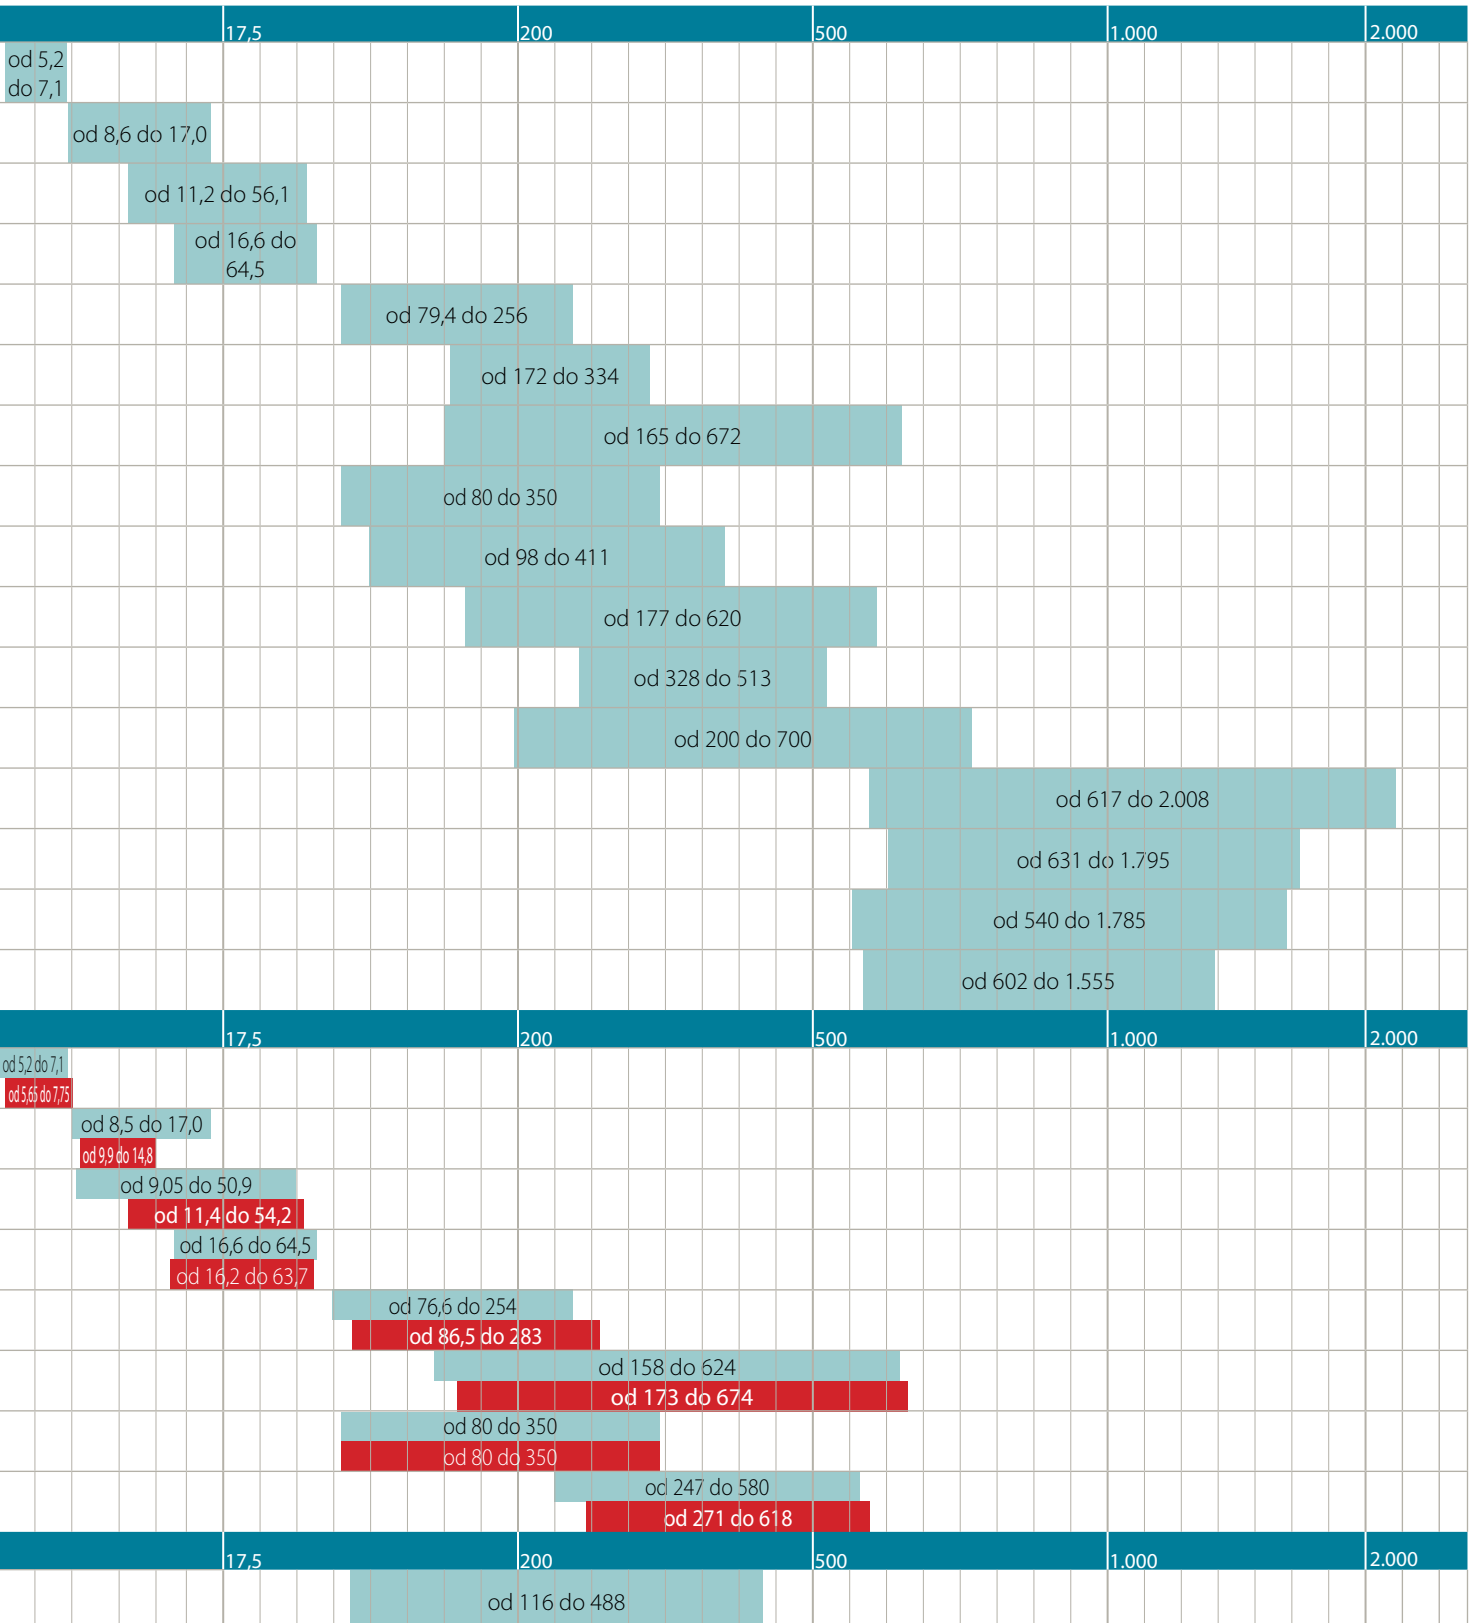 17,5 200 500 1.000 2.000
od 5,2
do 7,1
od 8,6 do 17,0
od 11,2 do 56,1
od 16,6 do
64,5
od 79,4 do 256
od 172 do 334
od 165 do 672
od 80 do 350
od 98 do 411
od 177 do 620
od 328 do 513
od 200 do 700
od 617 do 2.008
od 631 do 1.795
od 540 do 1.785
od 602 do 1.555
17,5 200 500 1.000 2.000
od 5,2 do 7,1
od 5,65 do 7,75
od 8,5 do 17,0
od 9,9 do 14,8
od 9,05 do 50,9
od 11,4 do 54,2
od 16,6 do 64,5
od 16,2 do 63,7
od 76,6 do 254
od 86,5 do 283
od 158 do 624
od 173 do 674
od 80 do 350
od 80 do 350
od 247 do 580
od 271 do 618
17,5 200 500 1.000 2.000
od 116 do 488